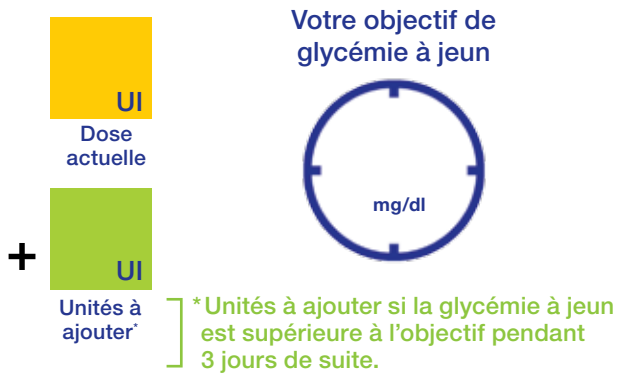 Votre objectif de
glycémie à jeun
UI
Dose
actuelle
mg/dl
+
UI
Unités à
ajouter*
*Unités à ajouter si la glycémie à jeun
est supérieure à l'objectif pendant
3 jours de suite.